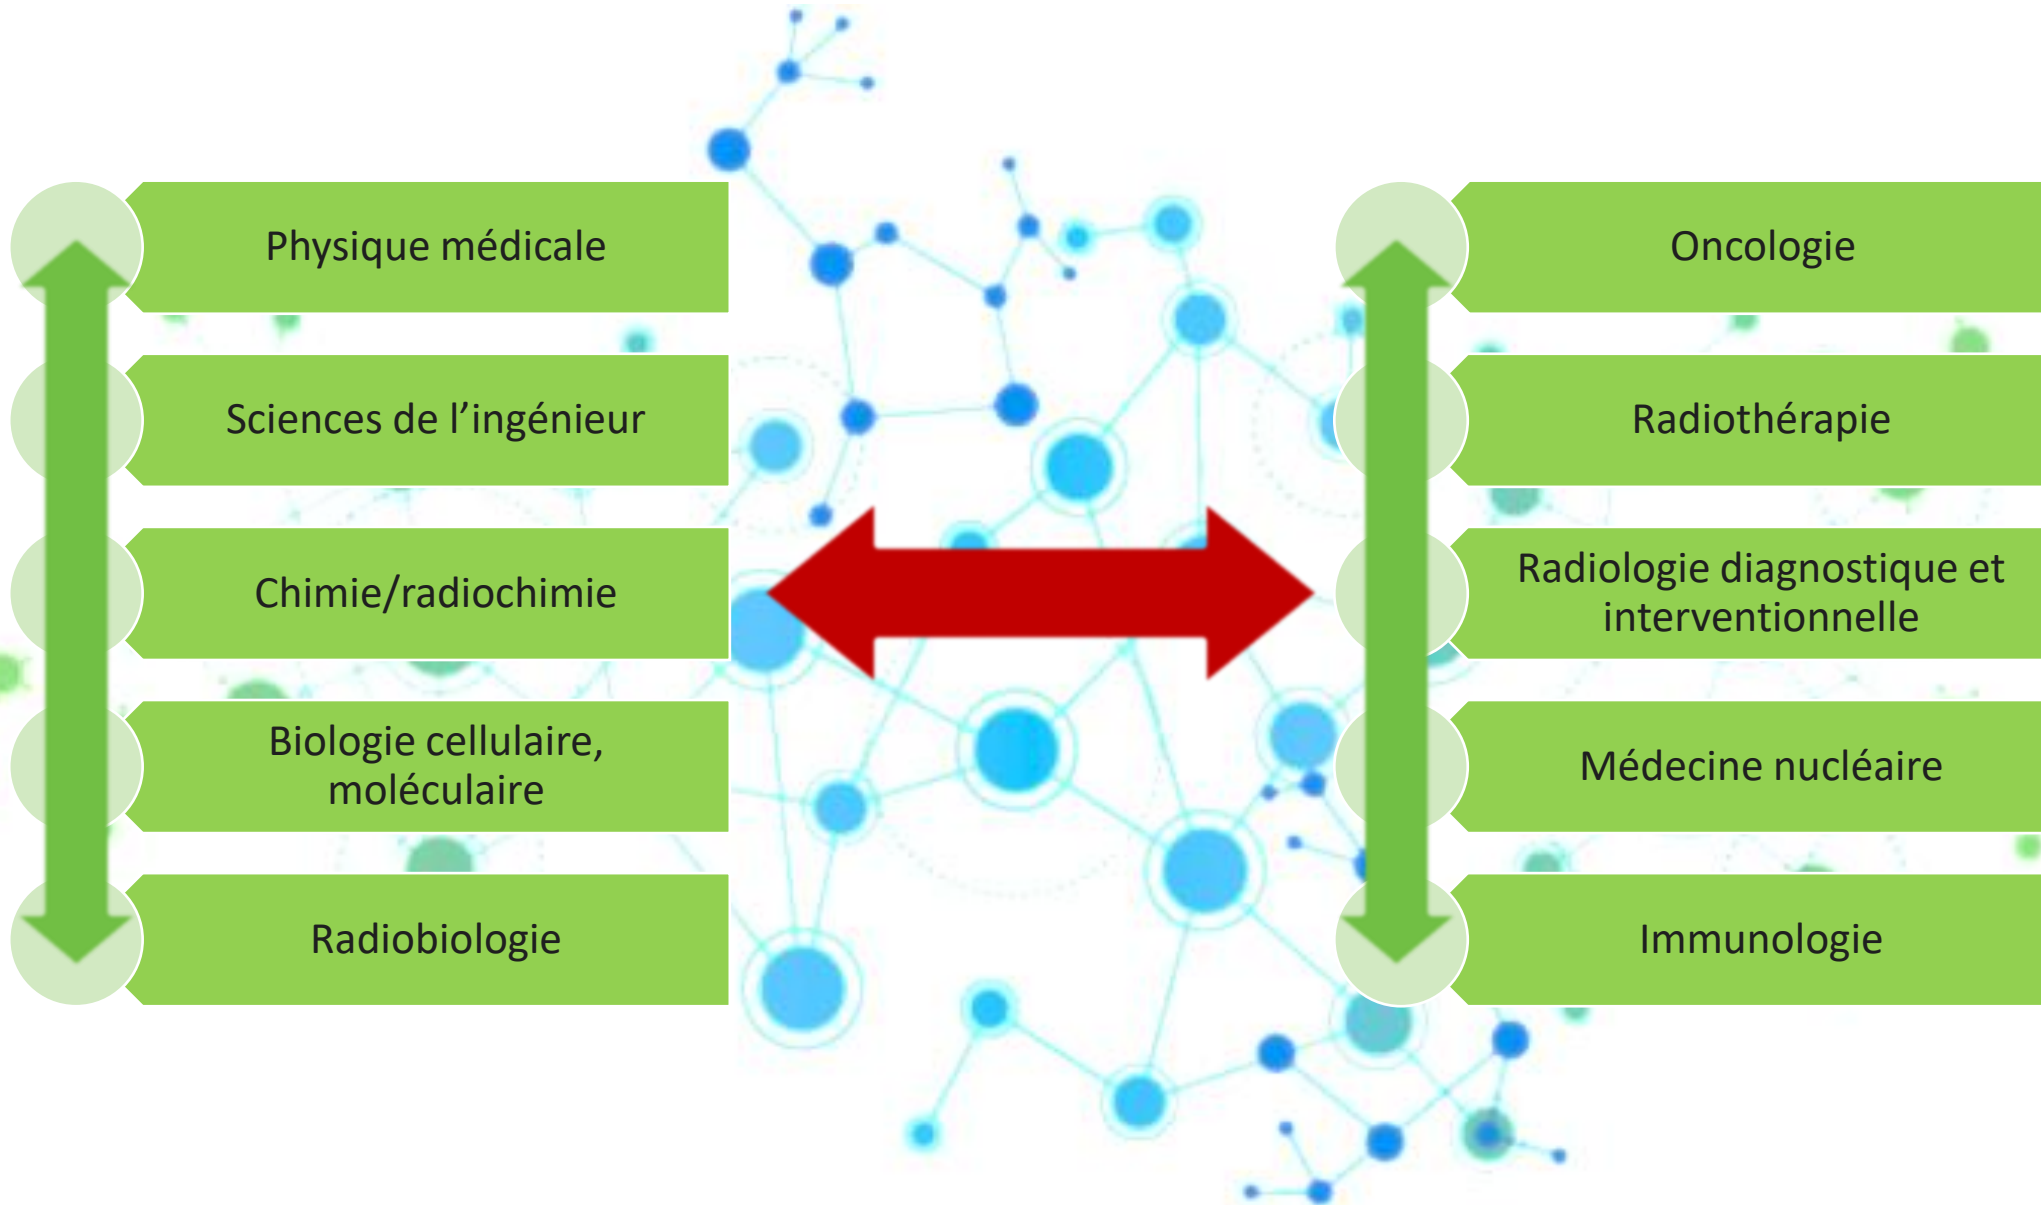 Physique médicale
Sciences de l’ingénieur
Chimie/radiochimie
Biologie cellulaire,
moléculaire
Radiobiologie
Oncologie
Radiothérapie
Radiologie diagnostique et
interventionnelle
Médecine nucléaire
Immunologie